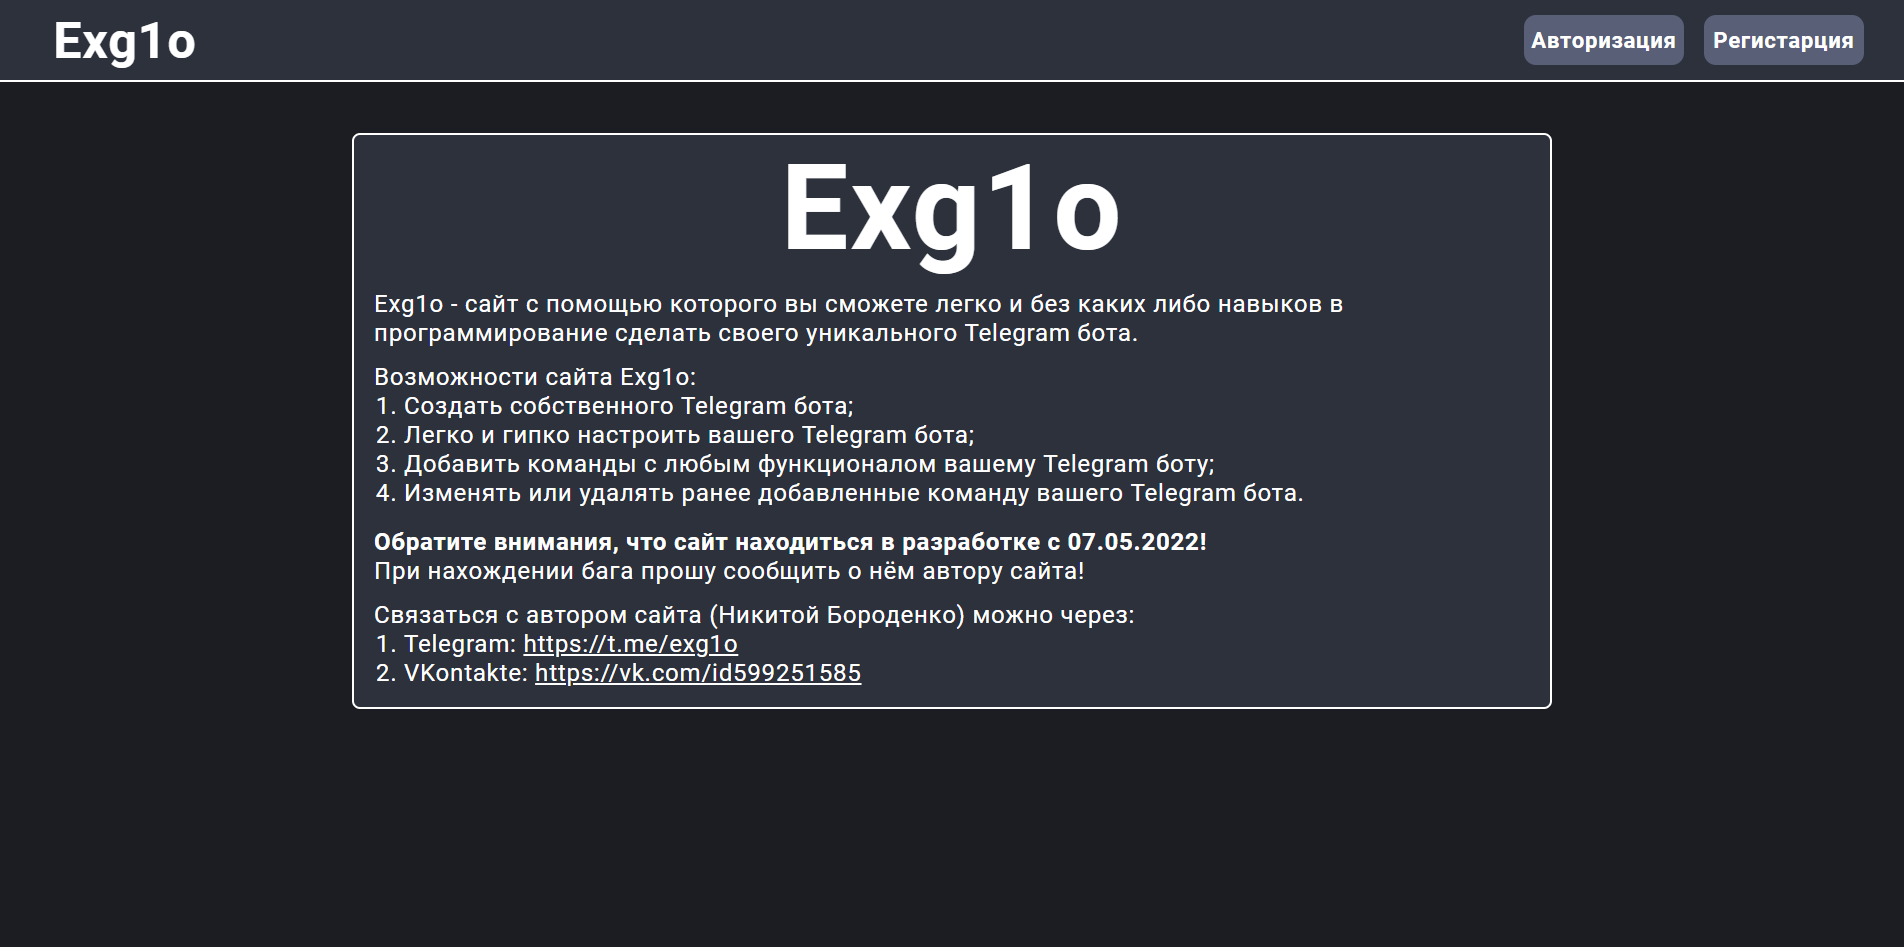 Exg1o
Авторизация
Регистарция
Exg1o
Exg1o - сайт с помощью которого вы сможете легко и без каких либо навыков в
программирование сделать своего уникального Telegram бота.
Возможности сайта Exg1o:
1. Создать собственного Telegram бота;
2. Легко и гипко настроить вашего Telegram бота;
3. Добавить команды с любым функционалом вашему Telegram боту;
4. Изменять или удалять ранее добавленные команду вашего Telegram бота.
Обратите внимания, что сайт находиться в разработке с 07.05.2022!
При нахождении бага прошу сообщить о нём автору сайта!
Связаться с автором сайта (Никитой Бороденко) можно через:
1. Telegram: https://t.me/exg1o
2. VKontakte: https://vk.com/id599251585